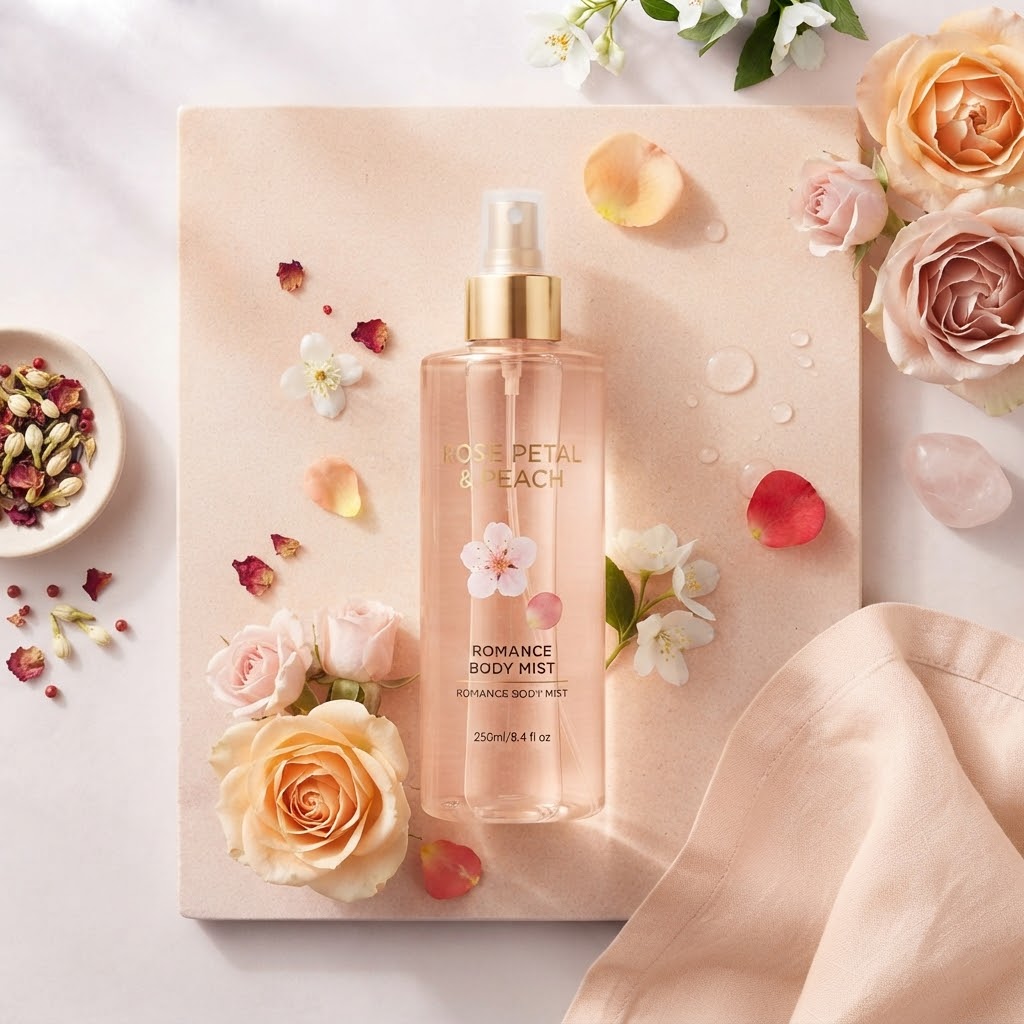 ROSE PETAL
& PEACH
ROMANCE
BODY MIST
ROMANCE BODY MIST
250ml/8.4 fl oz